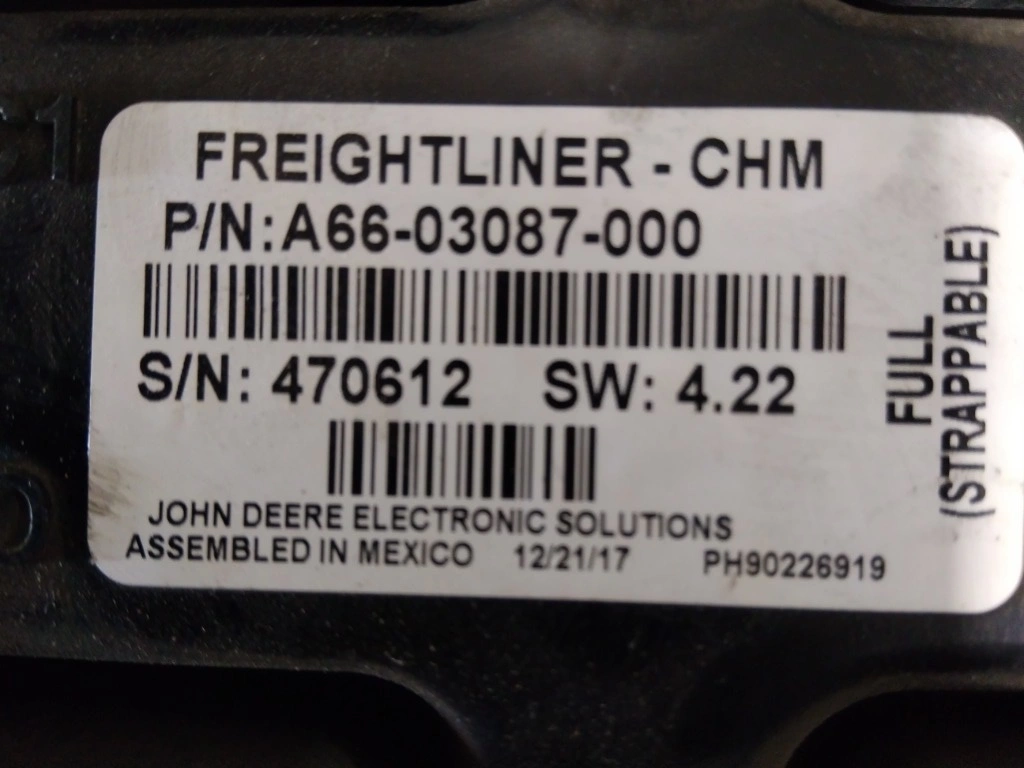 FREIGHTLINER - CHM
P/N: A66-03087-000
S/N: 470612 SW: 4.22
JOHN DEERE ELECTRONIC SOLUTIONS
ASSEMBLED IN MEXICO 12/21/17 PH90226919
FULL
(STRAPPABLE)